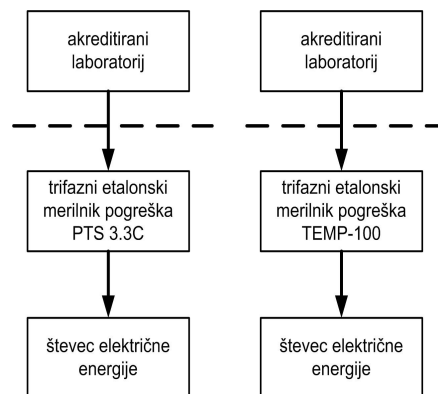 akreditirani
laboratorij
trifazni etalonski
merilnik pogreška
PTS 3.3C
števec električne
energije
akreditirani
laboratorij
trifazni etalonski
merilnik pogreška
TEMP-100
števec električne
energije